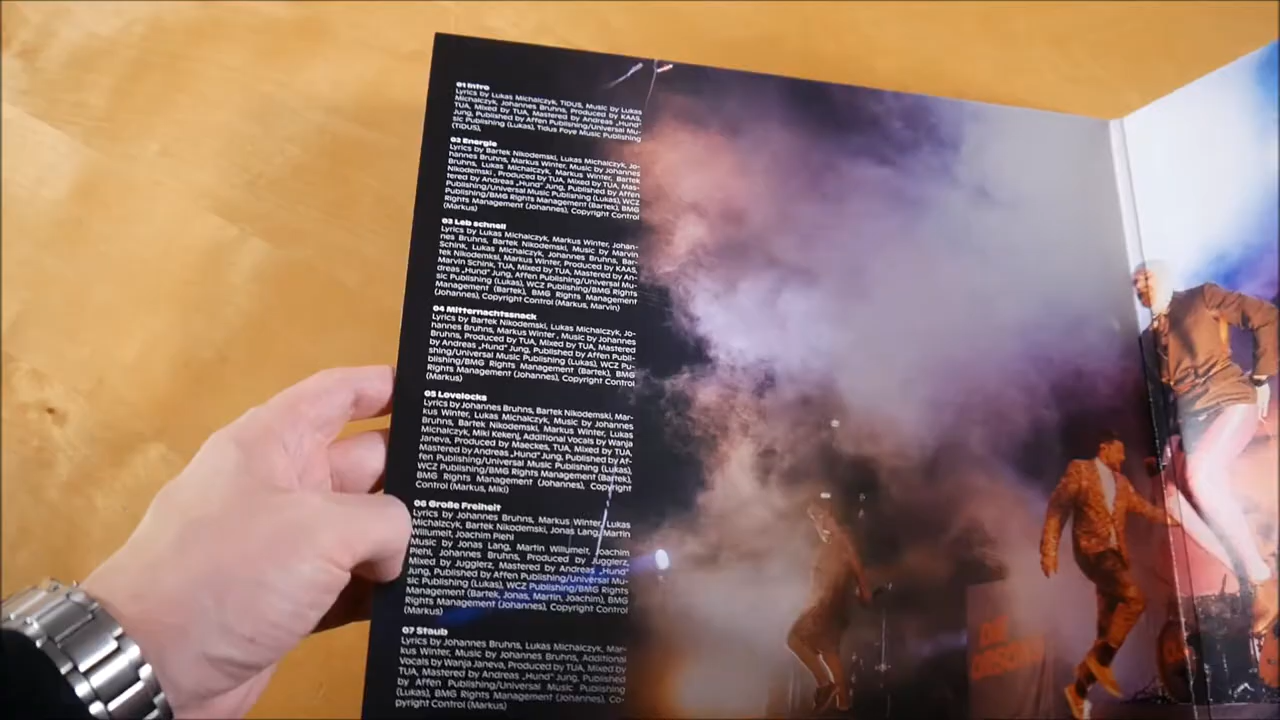 01 Intro
Lyrics by Lukas Michalczyk, TiDUS, Music by Lukas
Michalczyk, Johannes Bruhns, Produced by KAAS,
TUA, Mixed by TUA, Mastered by Andreas „Hund"
Jung, Published by Affen Publishing/Universal Mu-
sic Publishing (Lukas), Tidus Foye Music Publishing
(TiDUS),
02 Energie
Lyrics by Bartek Nikodemski, Lukas Michalczyk, Jo-
hannes Bruhns, Markus Winter, Music by Johannes
Bruhns, Lukas Michalczyk, Markus Winter, Bartek
Nikodemski , Produced by TUA, Mixed by TUA, Mas-
tered by Andreas „Hund" Jung, Published by Affen
Publishing/Universal Music Publishing (Lukas), WCZ
Publishing/BMG Rights Management (Bartek), BMG
Rights Management (Johannes), Copyright Control
(Markus)
03 Leb schnell
Lyrics by Lukas Michalczyk, Markus Winter, Johan-
nes Bruhns, Bartek Nikodemski, Music by Marvin
Schink, Lukas Michalczyk, Johannes Bruhns, Bar-
tek Nikodemksi, Markus Winter, Produced by KAAS,
Marvin Schink, TUA, Mixed by TUA, Mastered by An-
dreas „Hund" Jung, Affen Publishing/Universal Mu-
sic Publishing (Lukas), WCZ Publishing/BMG Rights
Management (Bartek), BMG Rights Management
(Johannes), Copyright Control (Markus, Marvin)
04 Mitternachtssnack
Lyrics by Bartek Nikodemski, Lukas Michalczyk, Jo-
hannes Bruhns, Markus Winter , Music by Johannes
Bruhns, Produced by TUA, Mixed by TUA, Mastered
by Andreas „Hund" Jung, Published by Affen Publi-
shing/Universal Music Publishing (Lukas), WCZ Pu-
blishing/BMG Rights Management (Bartek), BMG
Rights Management (Johannes), Copyright Control
(Markus)
05 Lovelocks
Lyrics by Johannes Bruhns, Bartek Nikodemski, Mar-
kus Winter, Lukas Michalczyk, Music by Johannes
Bruhns, Bartek Nikodemski, Markus Winter, Lukas
Michalczyk, Miki Kekenj, Additional Vocals by Wanja
Janeva, Produced by Maeckes, TUA, Mixed by TUA,
Mastered by Andreas „Hund" Jung, Published by Af-
fen Publishing/Universal Music Publishing (Lukas),
WCZ Publishing/BMG Rights Management (Bartek),
BMG Rights Management (Johannes), Copyright
Control (Markus, Miki)
06 Große Freiheit
Lyrics by Johannes Bruhns, Markus Winter, Lukas
Michalzcyk, Bartek Nikodemski, Jonas Lang, Martin
Willumeit, Joachim Piehl
Music by Jonas Lang, Martin Willumeit, Joachim
Piehl, Johannes Bruhns, Produced by Jugglerz,
Mixed by Jugglerz, Mastered by Andreas „Hund"
Jung, Published by Affen Publishing/Universal Mu-
sic Publishing (Lukas), WCZ Publishing/BMG Rights
Management (Bartek, Jonas, Martin, Joachim), BMG
Rights Management (Johannes), Copyright Control
(Markus)
07 Staub
Lyrics by Johannes Bruhns, Lukas Michalczyk, Mar-
kus Winter, Music by Johannes Bruhns, Additional
Vocals by Wanja Janeva, Produced by TUA, Mixed by
TUA, Mastered by Andreas „Hund" Jung, Published
by Affen Publishing/Universal Music Publishing
(Lukas), BMG Rights Management (Johannes), Co-
pyright Control (Markus)